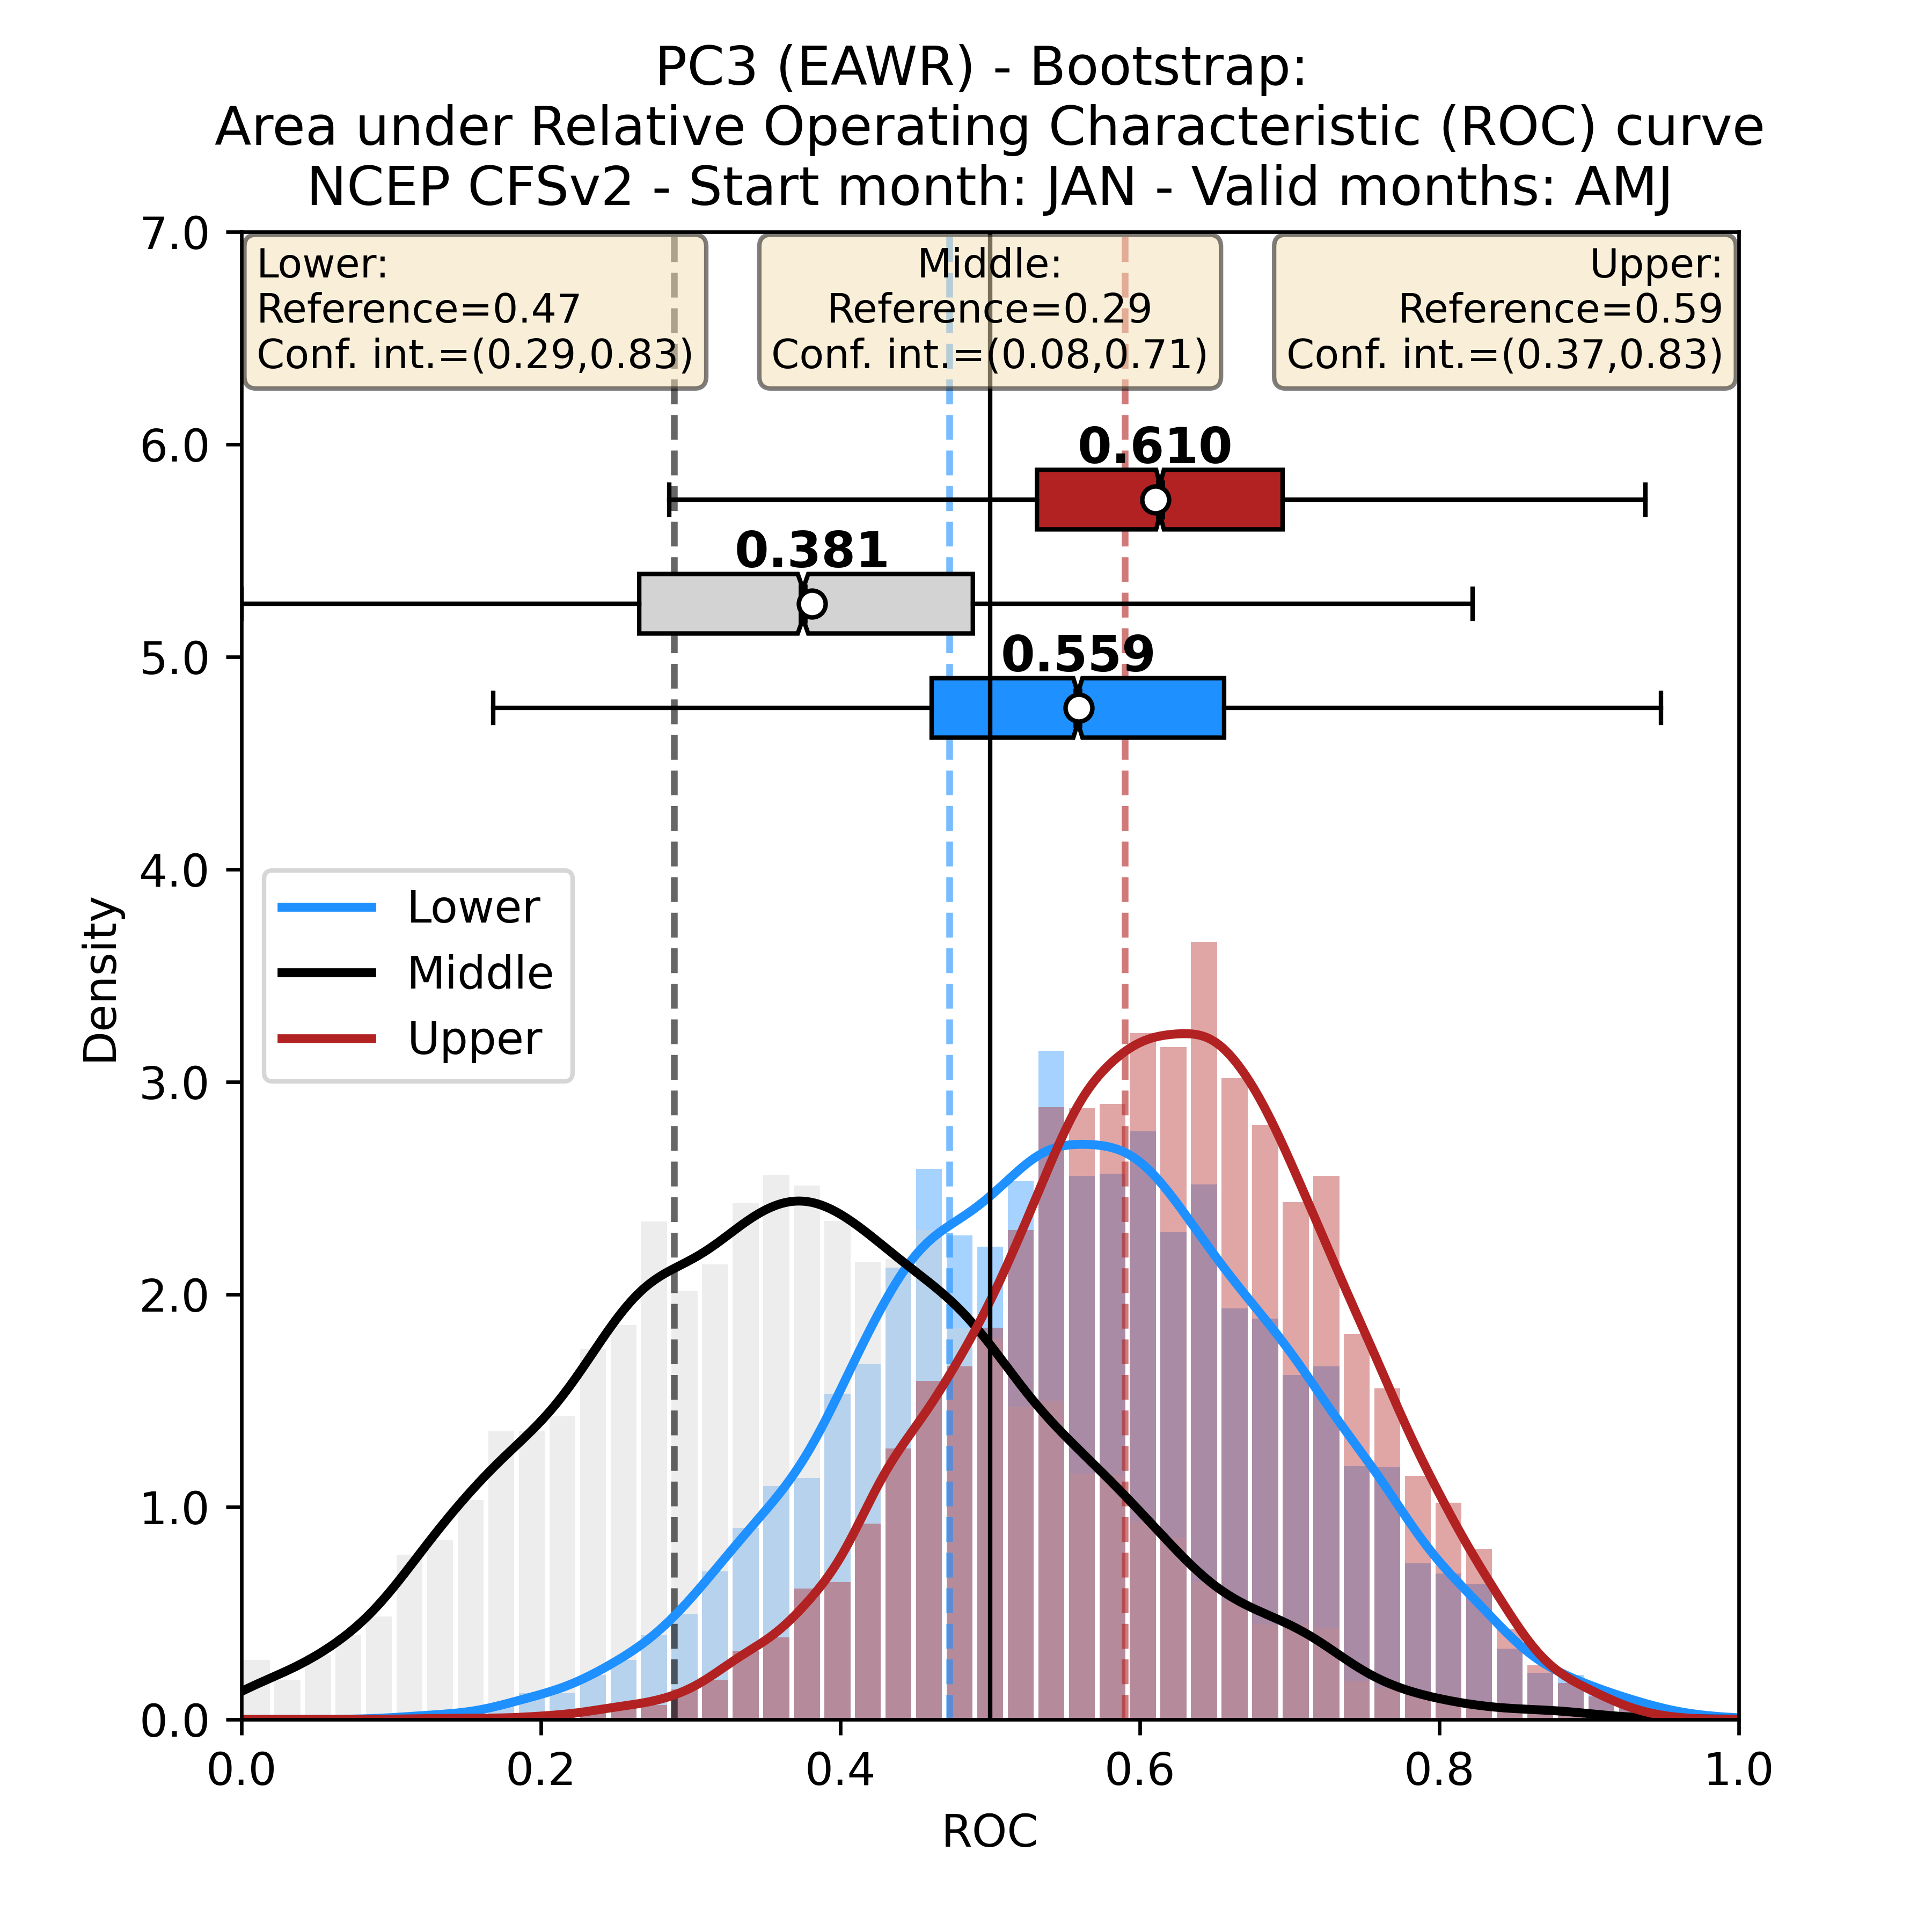 PC3 (EAWR) - Bootstrap:
Area under Relative Operating Characteristic (ROC) curve
NCEP CFSv2 - Start month: JAN - Valid months: AMJ
Lower:
Reference=0.47
Conf. int.=(0.29,0.83)
Middle:
Reference=0.29
Conf. int.=(0.08,0.71)
Upper:
Reference=0.59
Conf. int.=(0.37,0.83)
0.610
0.381
0.559
Lower
Middle
Upper
Density
7.0
6.0
5.0
4.0
3.0
2.0
1.0
0.0
0.0 0.2 0.4 0.6 0.8 1.0
ROC